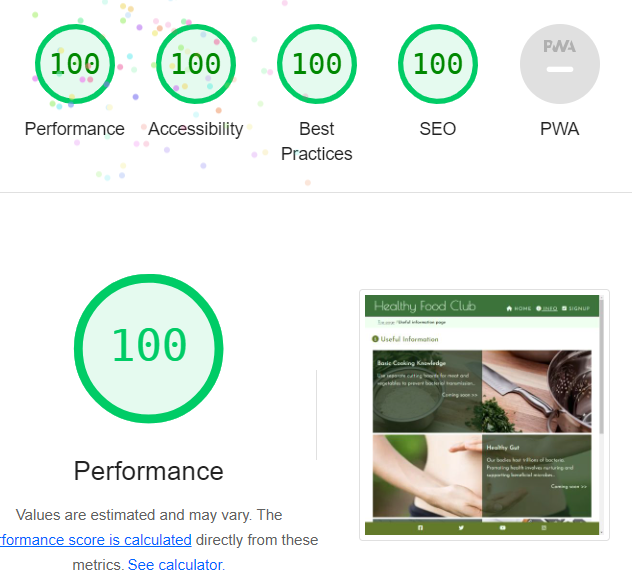 100
100
100
100
PWA
Performance
Accessibility
Best
Practices
SEO
PWA
100
Performance
Values are estimated and may vary. The
rformance score is calculated directly from these
metrics. See calculator.
Healthy Food Club
HOME
INFO
SIGNUP
Useful information page
Useful Information
Basic Cooking Knowledge
Use separate cutting boards for meat and
vegetables to prevent bacterial transmission.
Coming soon >>
Healthy Gut
Our bodies host trillions of bacteria.
Promoting health involves nurturing and
supporting beneficial microbes.
Coming soon >>